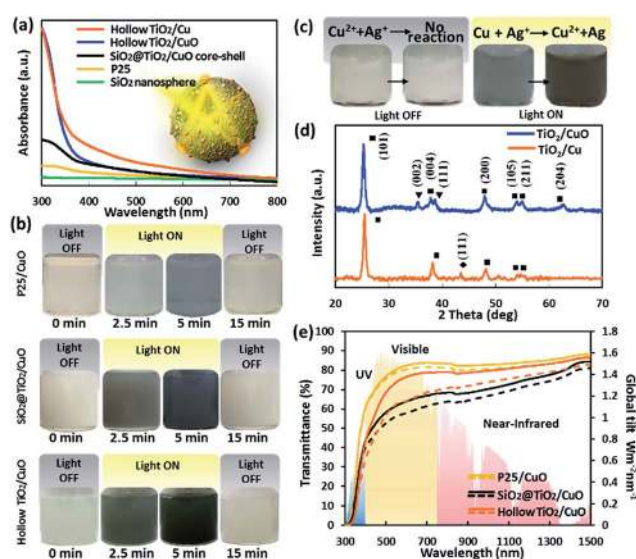 (a)
Hollow TiO₂/Cu
Hollow TiO₂/CuO
SiO₂@TiO₂/CuO core-shell
P25
SiO₂ nanosphere
Absorbance (a.u.)
300 400 500 600 700 800
Wavelength (nm)
(b)
Light OFF
Light ON
Light OFF
P25/CuO
0 min 2.5 min 5 min 15 min
Light OFF
Light ON
Light OFF
SiO₂@TiO₂/CuO
0 min 2.5 min 5 min 15 min
Light OFF
Light ON
Light OFF
Hollow TiO₂/CuO
0 min 2.5 min 5 min 15 min
(c)
Cu²⁺+Ag⁺ → No reaction
Cu + Ag⁺ → Cu²⁺+Ag
Light OFF
Light ON
(d)
TiO₂/CuO
TiO₂/Cu
(101)
(002)
(004)
(111)
(200)
(105)
(211)
(204)
(111)
Intensity (a.u.)
20 30 40 50 60 70
2 Theta (deg)
(e)
UV
Visible
Near-Infrared
P25/CuO
SiO₂@TiO₂/CuO
Hollow TiO₂/CuO
Transmittance (%)
100
90
80
70
60
50
40
30
20
10
0
Global tilt Wm⁻²nm⁻¹
1.8
1.6
1.4
1.2
1
0.8
0.6
0.4
0.2
0
300 500 700 900 1100 1300 1500
Wavelength (nm)